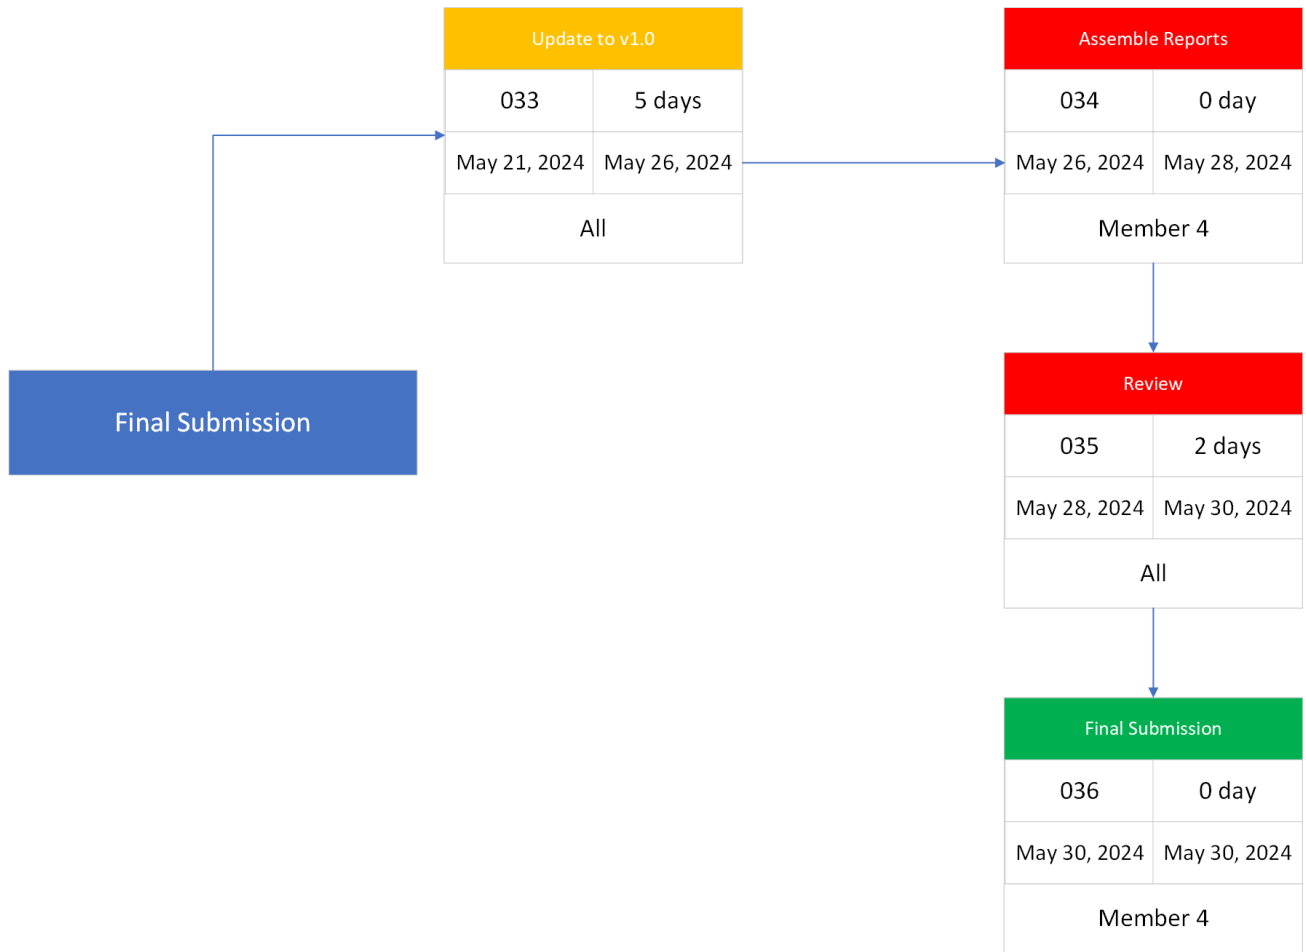 Update to v1.0
033 5 days
May 21, 2024 May 26, 2024
All
Assemble Reports
034 0 day
May 26, 2024 May 28, 2024
Member 4
Final Submission
Review
035 2 days
May 28, 2024 May 30, 2024
All
Final Submission
036 0 day
May 30, 2024 May 30, 2024
Member 4